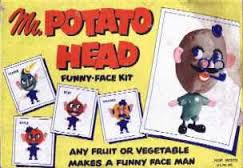 Mr. POTATO
HEAD
FUNNY-FACE KIT
ANY FRUIT OR VEGETABLE
MAKES A FUNNY FACE MAN